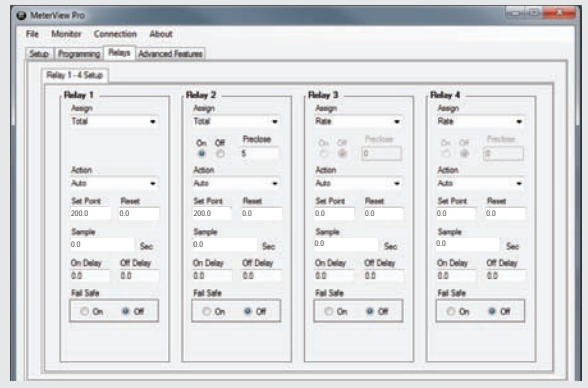 MeterView Pro
File Monitor Connection About
Setup Programming Relays Advanced Features
Relay 1 - 4 Setup
Relay 1
Assign
Total
Action
Auto
Set Point Reset
200.0 0.0
Sample
0.0 Sec
On Delay Off Delay
0.0 0.0
Fail Safe
On Off
Relay 2
Assign
Total
On Off Preclose
5
Action
Auto
Set Point Reset
200.0 0.0
Sample
0.0 Sec
On Delay Off Delay
0.0 0.0
Fail Safe
On Off
Relay 3
Assign
Rate
On Off Preclose
0
Action
Auto
Set Point Reset
0.0 0.0
Sample
0.0 Sec
On Delay Off Delay
0.0 0.0
Fail Safe
On Off
Relay 4
Assign
Rate
On Off Preclose
0
Action
Auto
Set Point Reset
0.0 0.0
Sample
0.0 Sec
On Delay Off Delay
0.0 0.0
Fail Safe
On Off